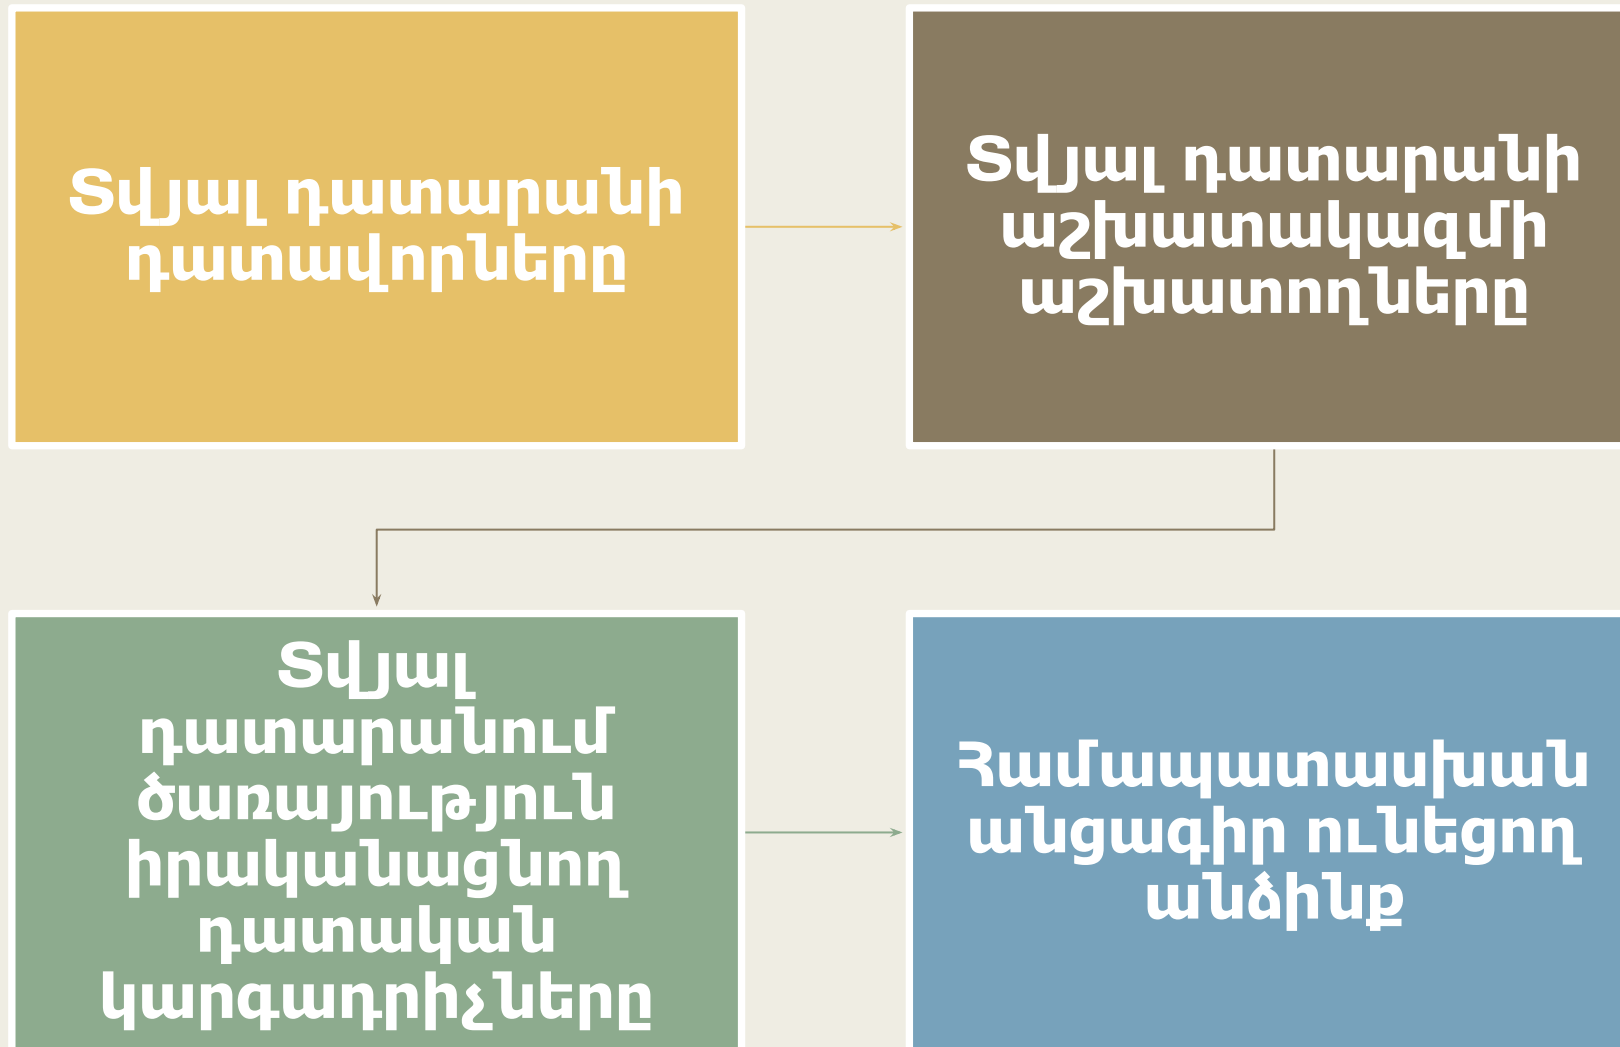 Տվյալ դատարանի
դատավորները
Տվյալ դատարանի
աշխատակազմի
աշխատողները
Տվյալ
դատարանում
ծառայություն
իրականացնող
դատական
կարգադրիչները
Համապատասխան
անցագիր ունեցող
անձինք